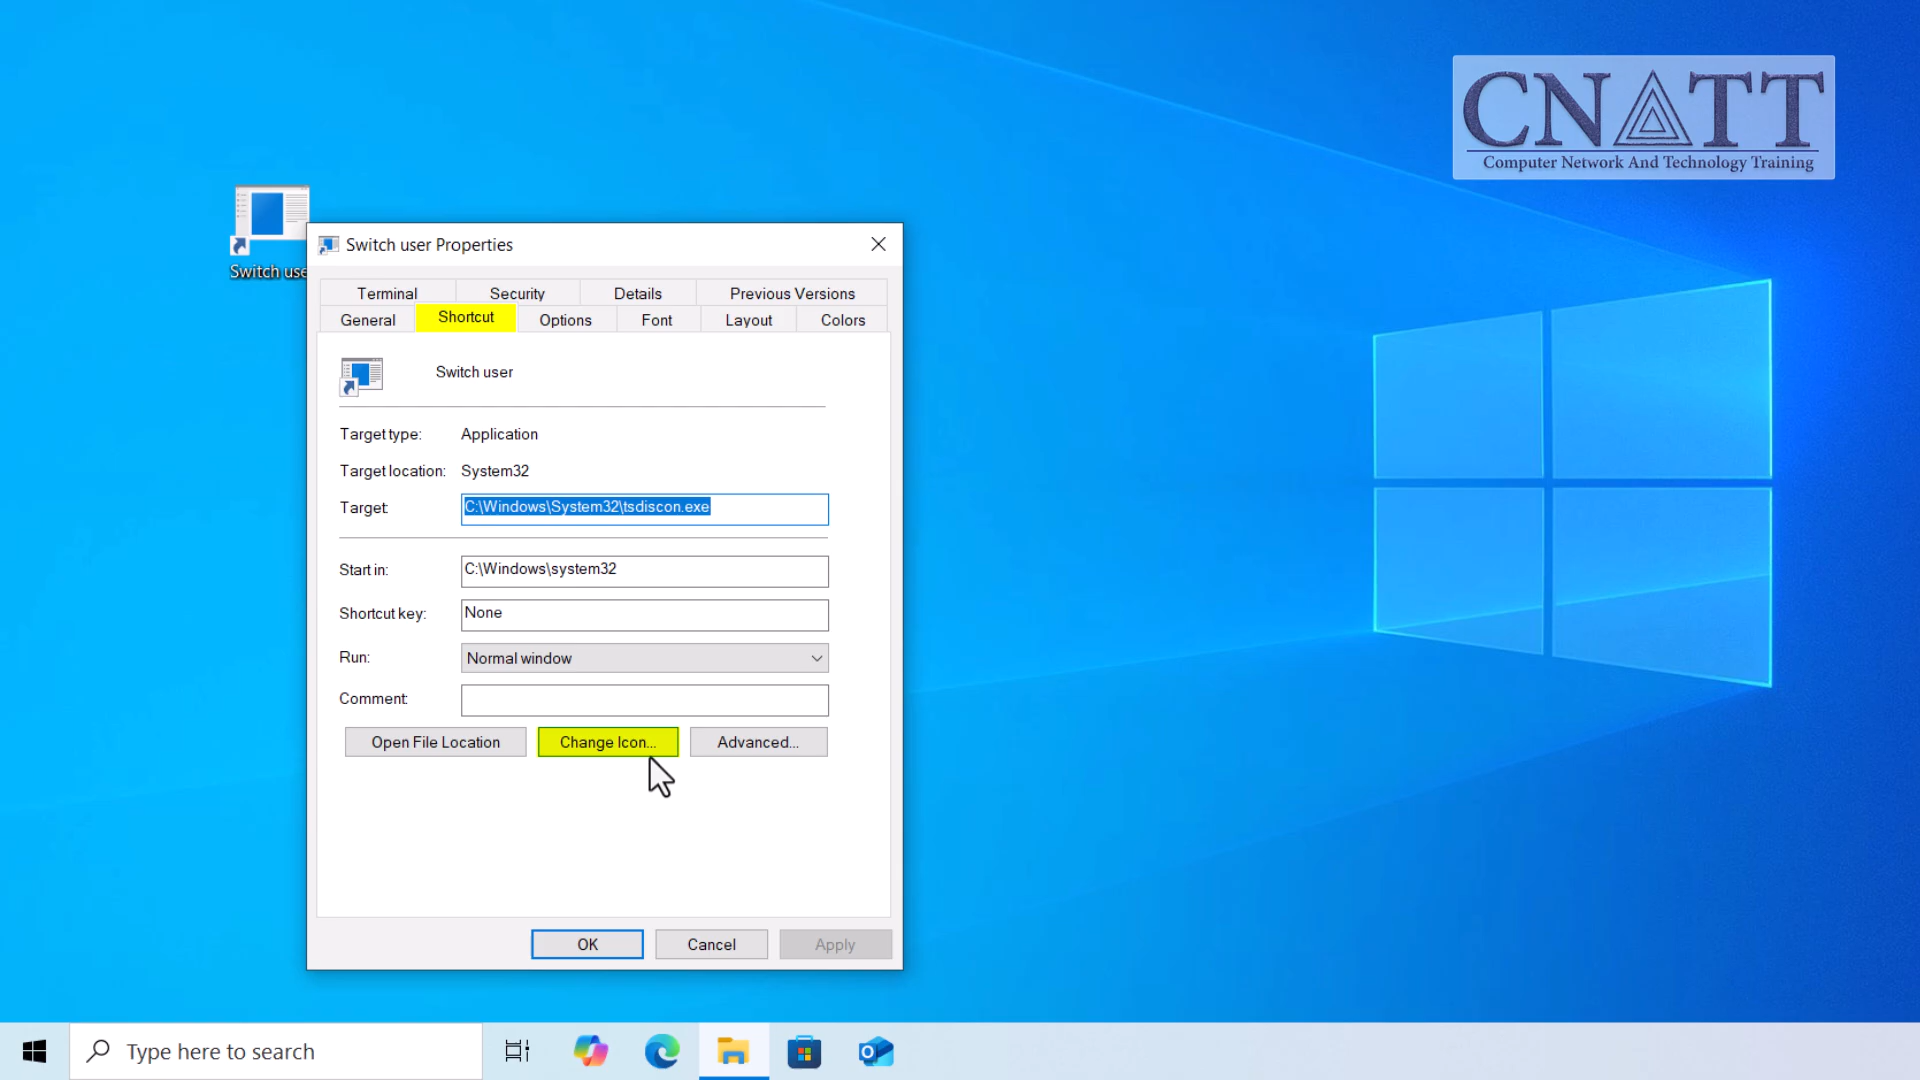 CNATT
Computer Network And Technology Training
Switch use
Switch user Properties
Terminal Security Details Previous Versions
General Shortcut Options Font Layout Colors
Switch user
Target type: Application
Target location: System32
Target: C:\Windows\System32\tsdiscon.exe
Start in: C:\Windows\system32
Shortcut key: None
Run: Normal window
Comment:
Open File Location Change Icon... Advanced...
OK Cancel Apply
Type here to search